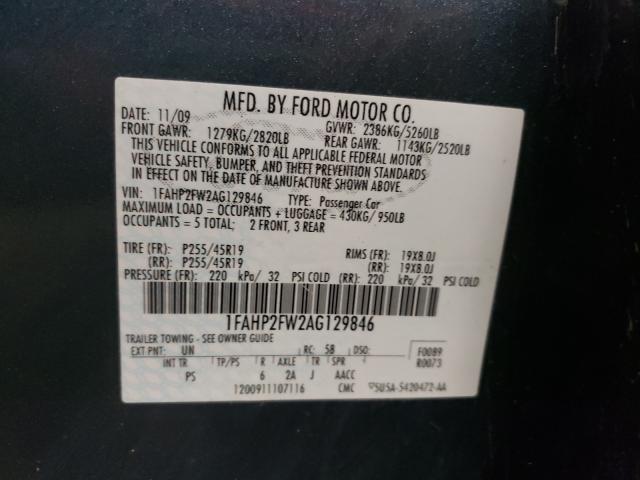 MFD. BY FORD MOTOR CO.
DATE: 11/09 GVWR: 2386KG/5260LB
FRONT GAWR: 1279KG/2820LB REAR GAWR: 1143KG/2520LB
THIS VEHICLE CONFORMS TO ALL APPLICABLE FEDERAL MOTOR
VEHICLE SAFETY, BUMPER, AND THEFT PREVENTION STANDARDS
IN EFFECT ON THE DATE OF MANUFACTURE SHOWN ABOVE.
VIN: 1FAHP2FW2AG129846 TYPE: Passenger Car
MAXIMUM LOAD = OCCUPANTS + LUGGAGE = 430KG/ 950LB
OCCUPANTS = 5 TOTAL: 2 FRONT, 3 REAR
TIRE (FR): P255/45R19 RIMS (FR): 19X8.0J
(RR): P255/45R19 (RR): 19X8.0J
PRESSURE (FR): 220 kPa/ 32 PSI COLD (RR): 220 kPa/ 32 PSI COLD
1FAHP2FW2AG129846
TRAILER TOWING - SEE OWNER GUIDE
EXT PNT: UN RC: 58 DSO: F0089
INT TR TP/PS R AXLE TR SPR R0073
PS 6 2A J AACC
1200911107116 CMC 5U5A-5420472-AA